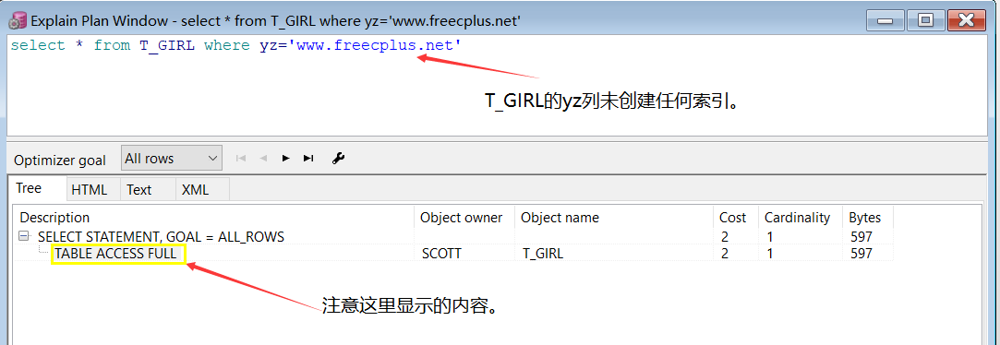 Explain Plan Window - select * from T_GIRL where yz='www.freecplus.net'
select * from T_GIRL where yz='www.freecplus.net'
T_GIRL的yz列未创建任何索引。
Optimizer goal All rows
Tree HTML Text XML
Description Object owner Object name Cost Cardinality Bytes
SELECT STATEMENT, GOAL = ALL_ROWS 2 1 597
TABLE ACCESS FULL SCOTT T_GIRL 2 1 597
注意这里显示的内容。